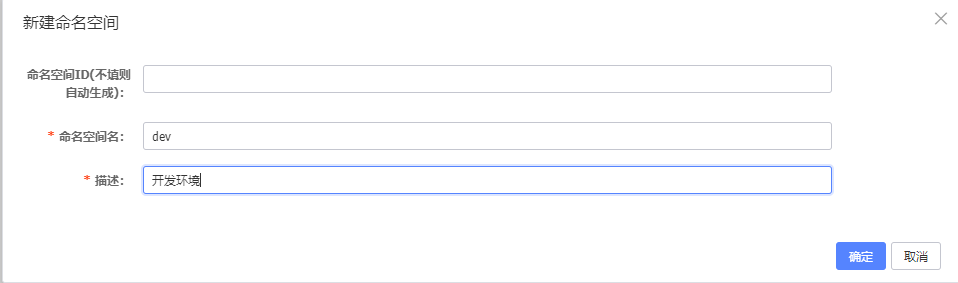 新建命名空间
命名空间ID(不填则
自动生成):
* 命名空间名:
dev
* 描述:
开发环境
确定
取消